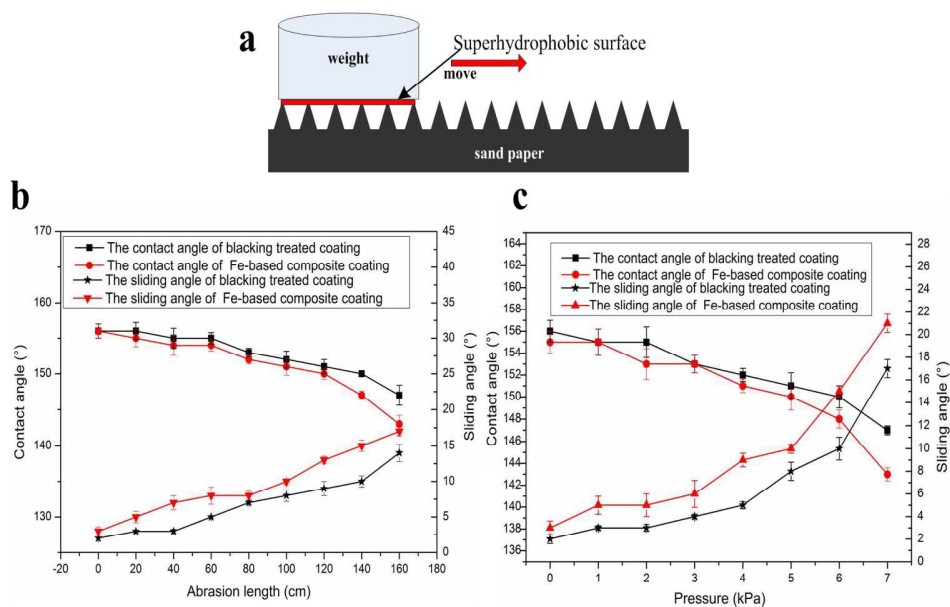 a
weight
Superhydrophobic surface
move
sand paper
b
170
160
150
140
130
Contact angle (°)
The contact angle of blacking treated coating
The contact angle of Fe-based composite coating
The sliding angle of blacking treated coating
The sliding angle of Fe-based composite coating
45
40
35
30
25
20
15
10
5
0
Sliding angle (°)
-20 0 20 40 60 80 100 120 140 160 180
Abrasion length (cm)
c
164
162
160
158
156
154
152
150
148
146
144
142
140
138
136
Contact angle (°)
The contact angle of blacking treated coating
The contact angle of Fe-based composite coating
The sliding angle of blacking treated coating
The sliding angle of Fe-based composite coating
28
26
24
22
20
18
16
14
12
10
8
6
4
2
0
Sliding angle (°)
0 1 2 3 4 5 6 7
Pressure (kPa)